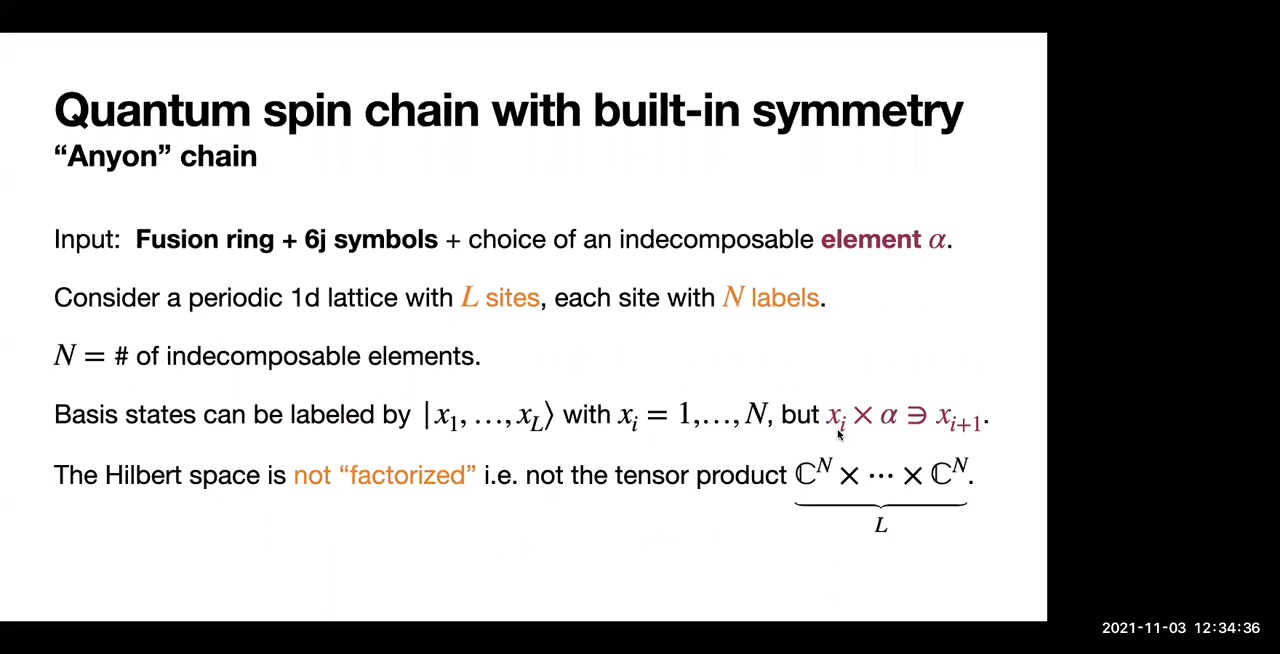 Quantum spin chain with built-in symmetry
“Anyon” chain
Input: Fusion ring + 6j symbols + choice of an indecomposable element α.
Consider a periodic 1d lattice with L sites, each site with N labels.
N = # of indecomposable elements.
Basis states can be labeled by |x₁, …, x_L⟩ with xᵢ = 1,…, N, but xᵢ × α ∋ xᵢ₊₁.
The Hilbert space is not “factorized” i.e. not the tensor product ℂᴺ × ⋯ × ℂᴺ.
L
2021-11-03 12:34:36